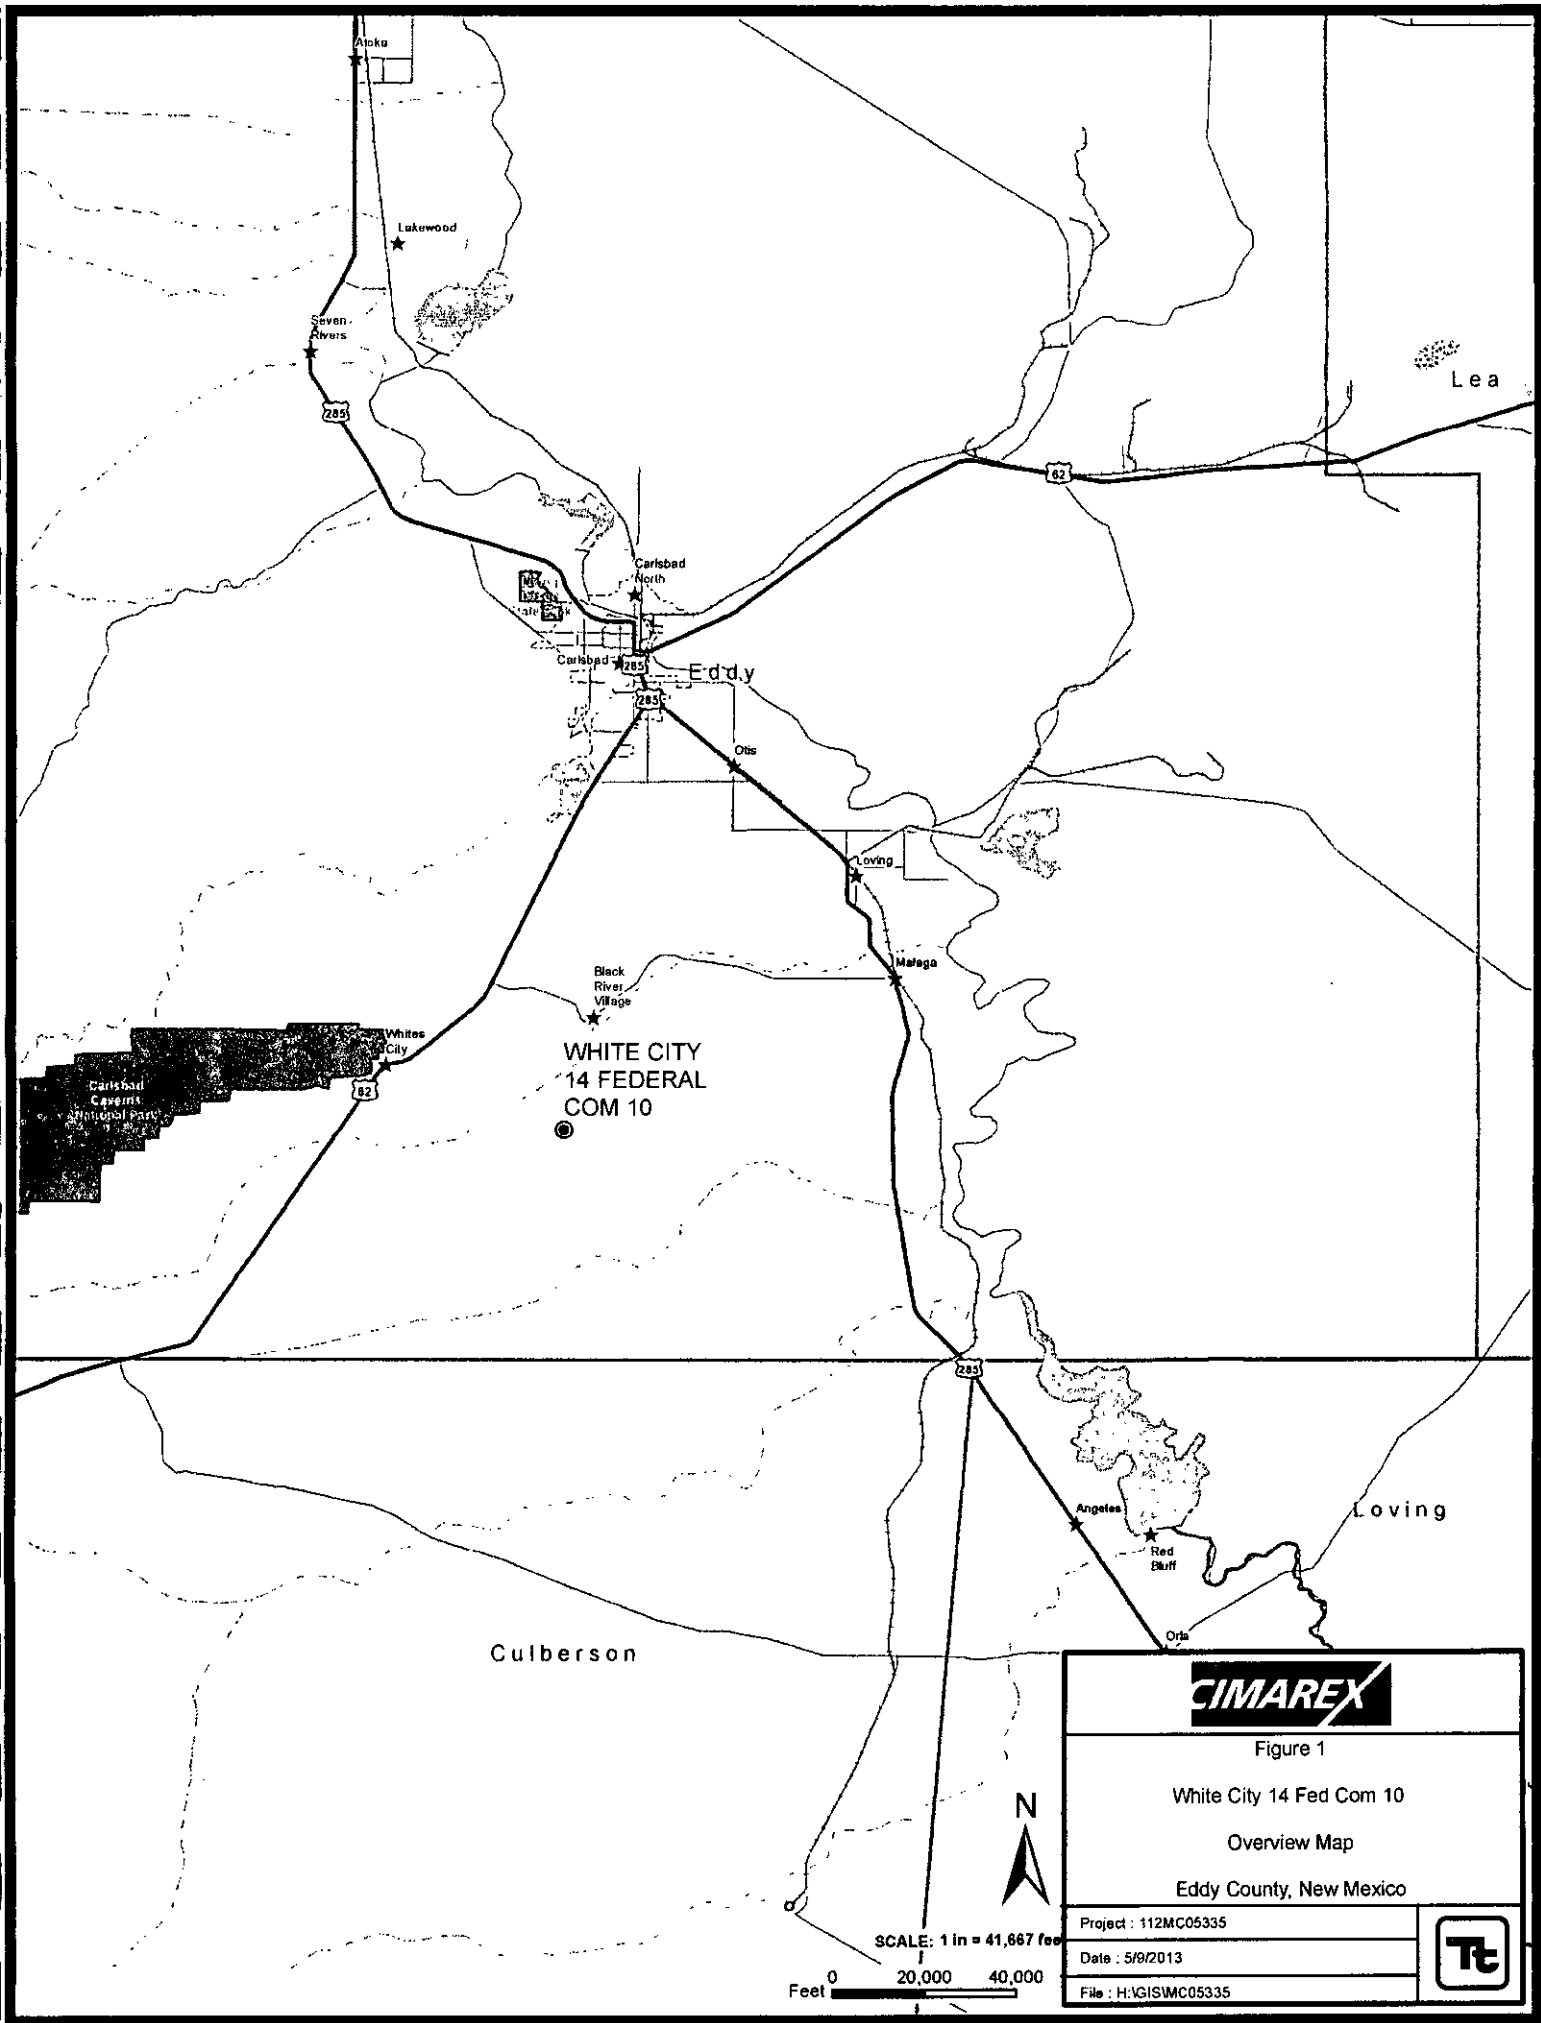 Atoka
Lakewood
Seven
Rivers
285
Lea
62
Carlsbad
North
Carlsbad
285
Eddy
285
Otis
Loving
Malaga
Black
River
Village
Whites
City
62
Carlsbad
Caverns
National Park
WHITE CITY
14 FEDERAL
COM 10
285
Angeles
Red
Bluff
Loving
Orla
Culberson
CIMAREX
Figure 1
White City 14 Fed Com 10
Overview Map
Eddy County, New Mexico
N
SCALE: 1 in = 41,667 feet
Feet
0 20,000 40,000
Project : 112MC05335
Date : 5/9/2013
File : H:\GIS\MC05335
Tt